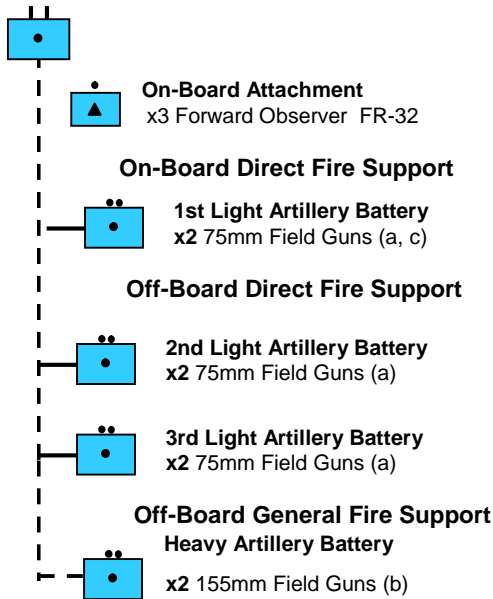 On-Board Attachment
x3 Forward Observer FR-32
On-Board Direct Fire Support
1st Light Artillery Battery
x2 75mm Field Guns (a, c)
Off-Board Direct Fire Support
2nd Light Artillery Battery
x2 75mm Field Guns (a)
3rd Light Artillery Battery
x2 75mm Field Guns (a)
Off-Board General Fire Support
Heavy Artillery Battery
x2 155mm Field Guns (b)